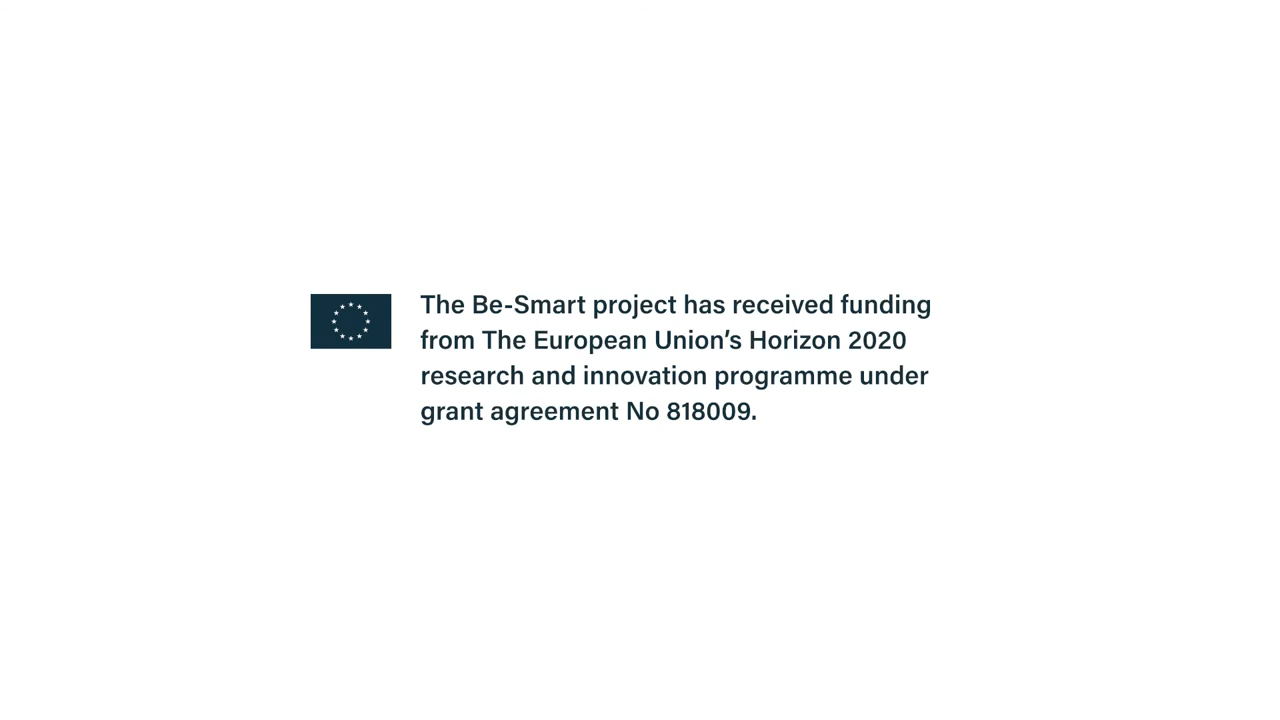 The Be-Smart project has received funding
from The European Union’s Horizon 2020
research and innovation programme under
grant agreement No 818009.